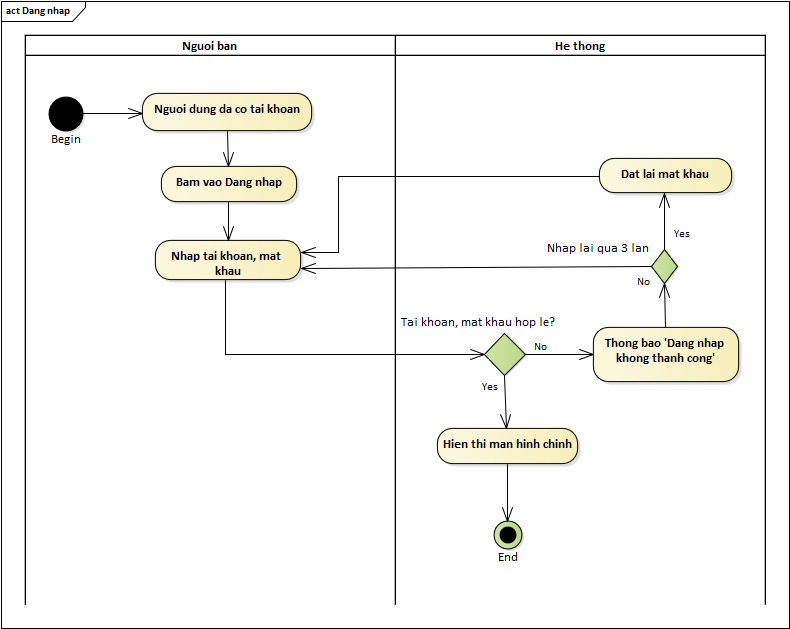 act Dang nhap
Nguoi ban
He thong
Nguoi dung da co tai khoan
Begin
Bam vao Dang nhap
Dat lai mat khau
Yes
Nhap lai qua 3 lan
Nhap tai khoan, mat
khau
No
Tai khoan, mat khau hop le?
No
Thong bao 'Dang nhap
khong thanh cong'
Yes
Hien thi man hinh chinh
End